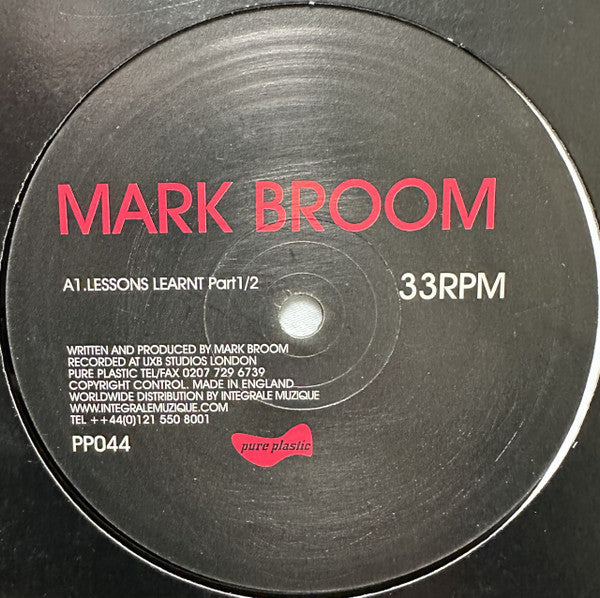 MARK BROOM
A1.LESSONS LEARNT Part1/2
33RPM
WRITTEN AND PRODUCED BY MARK BROOM
RECORDED AT UXB STUDIOS LONDON
PURE PLASTIC TEL/FAX 0207 729 6739
COPYRIGHT CONTROL. MADE IN ENGLAND
WORLDWIDE DISTRIBUTION BY INTEGRALE MUZIQUE
WWW.INTEGRALEMUZIQUE.COM
TEL ++44(0)121 550 8001
PP044
pure plastic